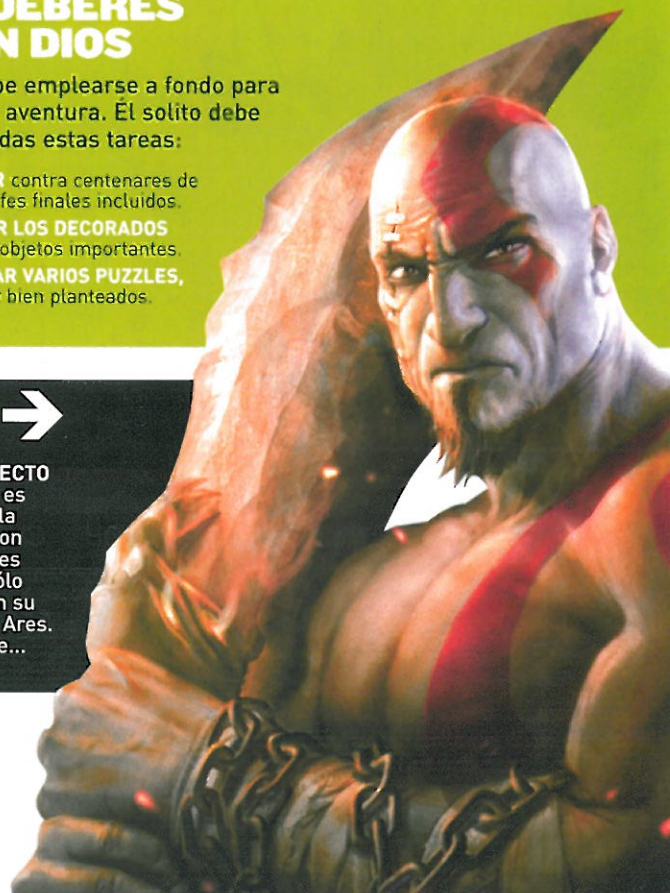 DEBERES
N DIOS
be emplearse a fondo para
aventura. Él solito debe
das estas tareas:
R contra centenares de
fes finales incluidos.
R LOS DECORADOS
objetos importantes.
AR VARIOS PUZZLES,
bien planteados.
ECTO
es
la
on
es
ólo
n su
Ares.
e...